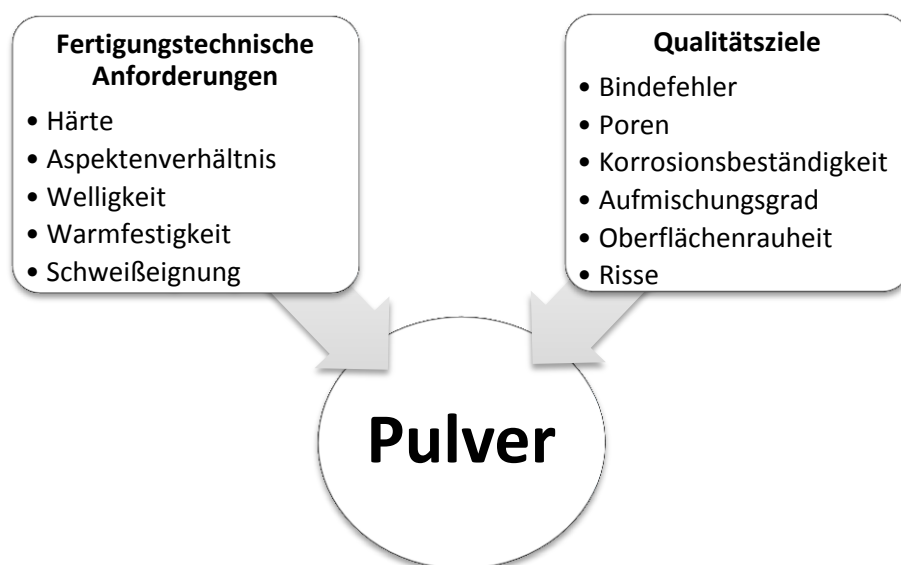 Fertigungstechnische
Anforderungen
• Härte
• Aspektenverhältnis
• Welligkeit
• Warmfestigkeit
• Schweißeignung
Qualitätsziele
• Bindefehler
• Poren
• Korrosionsbeständigkeit
• Aufmischungsgrad
• Oberflächenrauheit
• Risse
Pulver